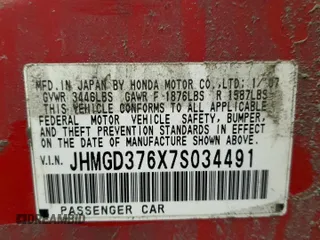 MFD. IN JAPAN BY HONDA MOTOR CO.,LTD: 1/'07
GVWR 3446LBS GAWR F 1876LBS R 1587LBS
THIS VEHICLE CONFORMS TO ALL APPLICABLE
FEDERAL MOTOR VEHICLE SAFETY, BUMPER,
AND THEFT PREVENTION STANDARDS IN EFFECT
ON THE DATE OF MANUFACTURE SHOWN ABOVE.
V.I.N. JHMGD376X7S034491
PASSENGER CAR